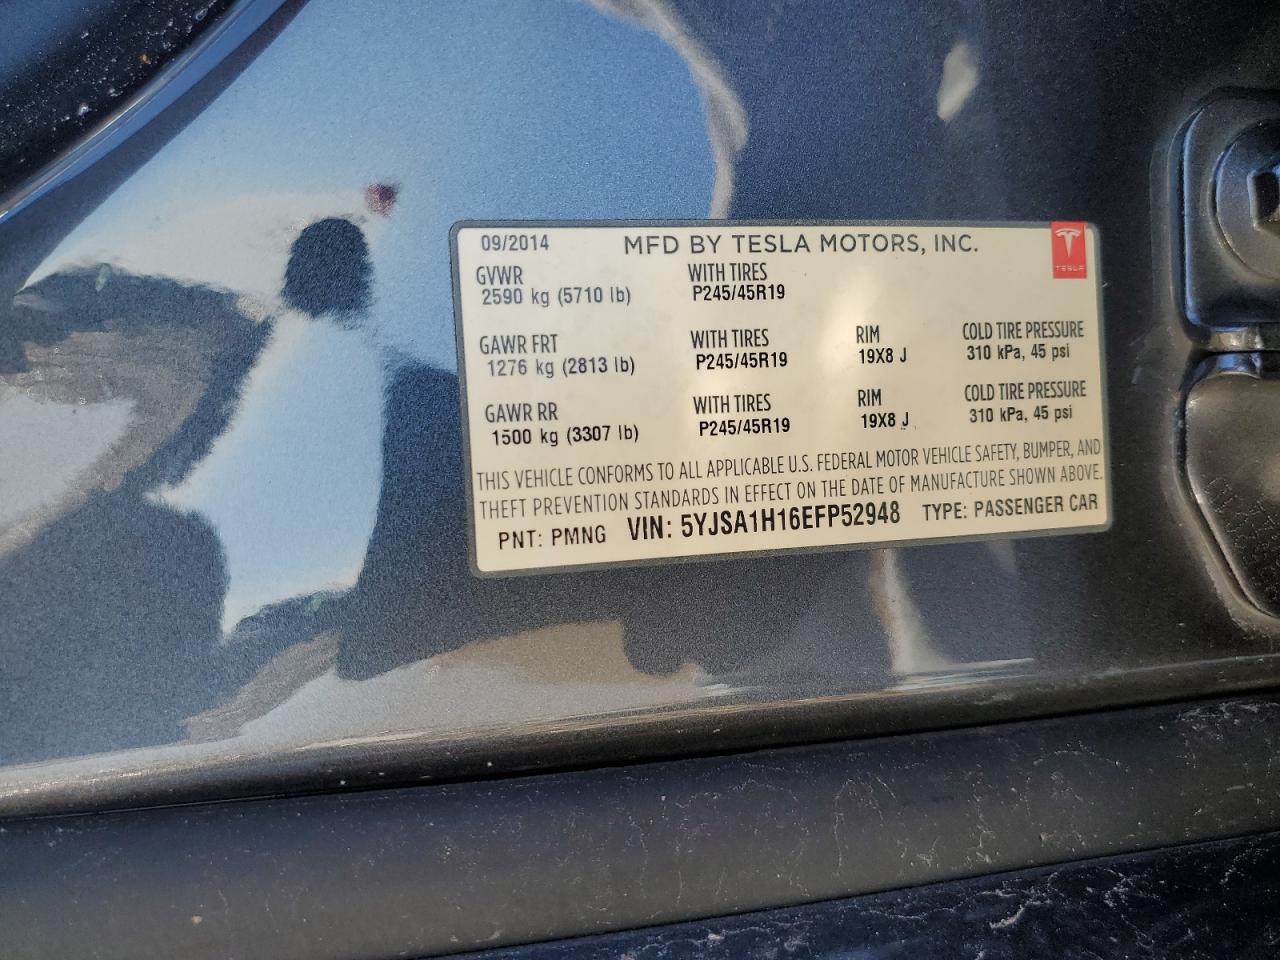 09/2014 MFD BY TESLA MOTORS, INC.
TESLA
GVWR WITH TIRES
2590 kg (5710 lb) P245/45R19
GAWR FRT WITH TIRES RIM COLD TIRE PRESSURE
1276 kg (2813 lb) P245/45R19 19X8 J 310 kPa, 45 psi
GAWR RR WITH TIRES RIM COLD TIRE PRESSURE
1500 kg (3307 lb) P245/45R19 19X8 J 310 kPa, 45 psi
THIS VEHICLE CONFORMS TO ALL APPLICABLE U.S. FEDERAL MOTOR VEHICLE SAFETY, BUMPER, AND
THEFT PREVENTION STANDARDS IN EFFECT ON THE DATE OF MANUFACTURE SHOWN ABOVE.
PNT: PMNG VIN: 5YJSA1H16EFP52948 TYPE: PASSENGER CAR